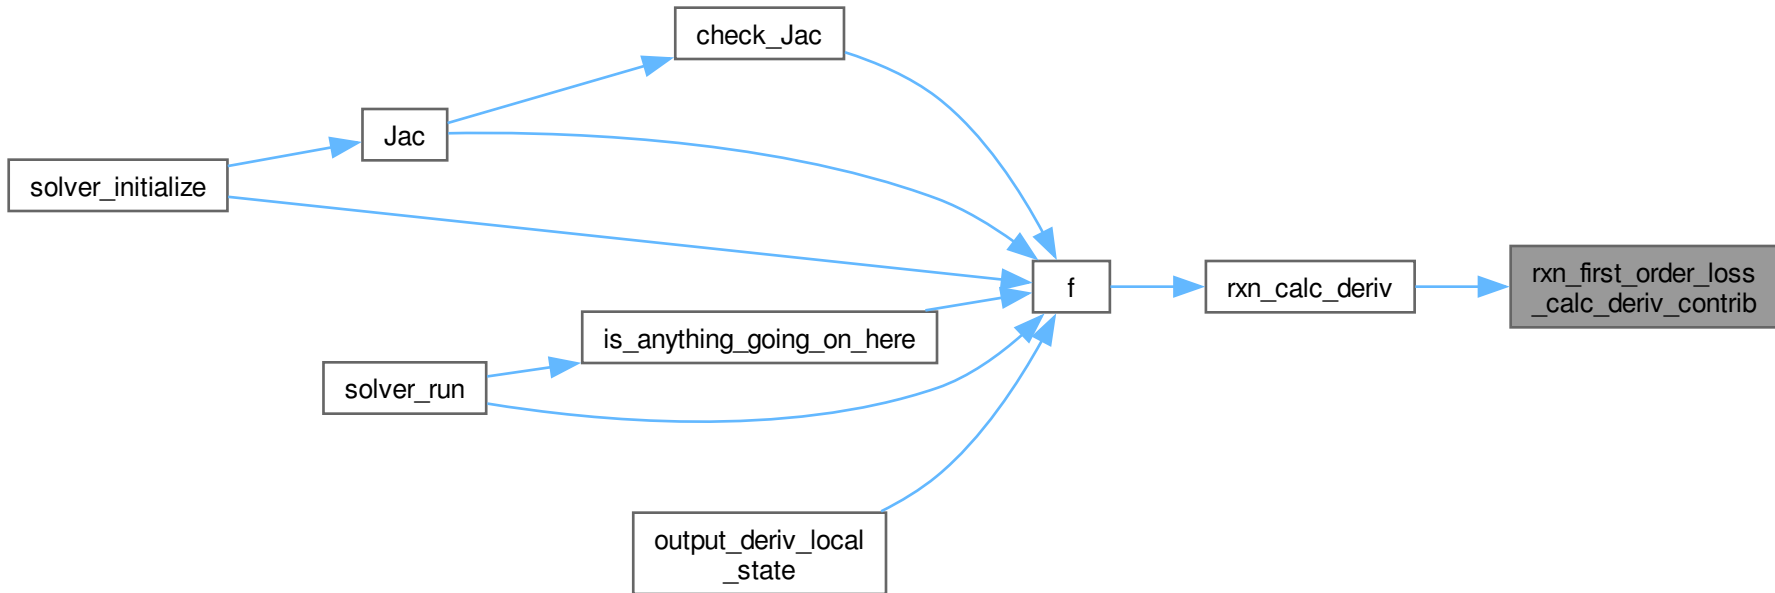 check_Jac
Jac
solver_initialize
f
rxn_calc_deriv
rxn_first_order_loss
_calc_deriv_contrib
is_anything_going_on_here
solver_run
output_deriv_local
_state